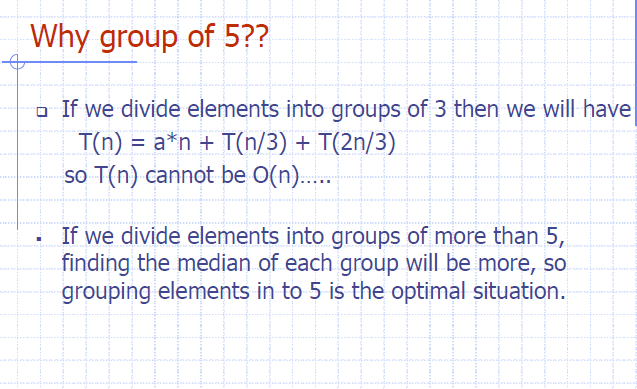 Why group of 5??
If we divide elements into groups of 3 then we will have
T(n) = a*n + T(n/3) + T(2n/3)
so T(n) cannot be O(n)…..
If we divide elements into groups of more than 5,
finding the median of each group will be more, so
grouping elements in to 5 is the optimal situation.